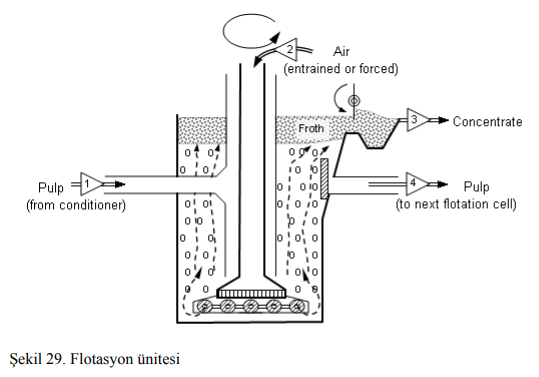 2
Air
(entrained or forced)
Froth
3
Concentrate
Pulp
1
(from conditioner)
4
Pulp
(to next flotation cell)
Şekil 29. Flotasyon ünitesi